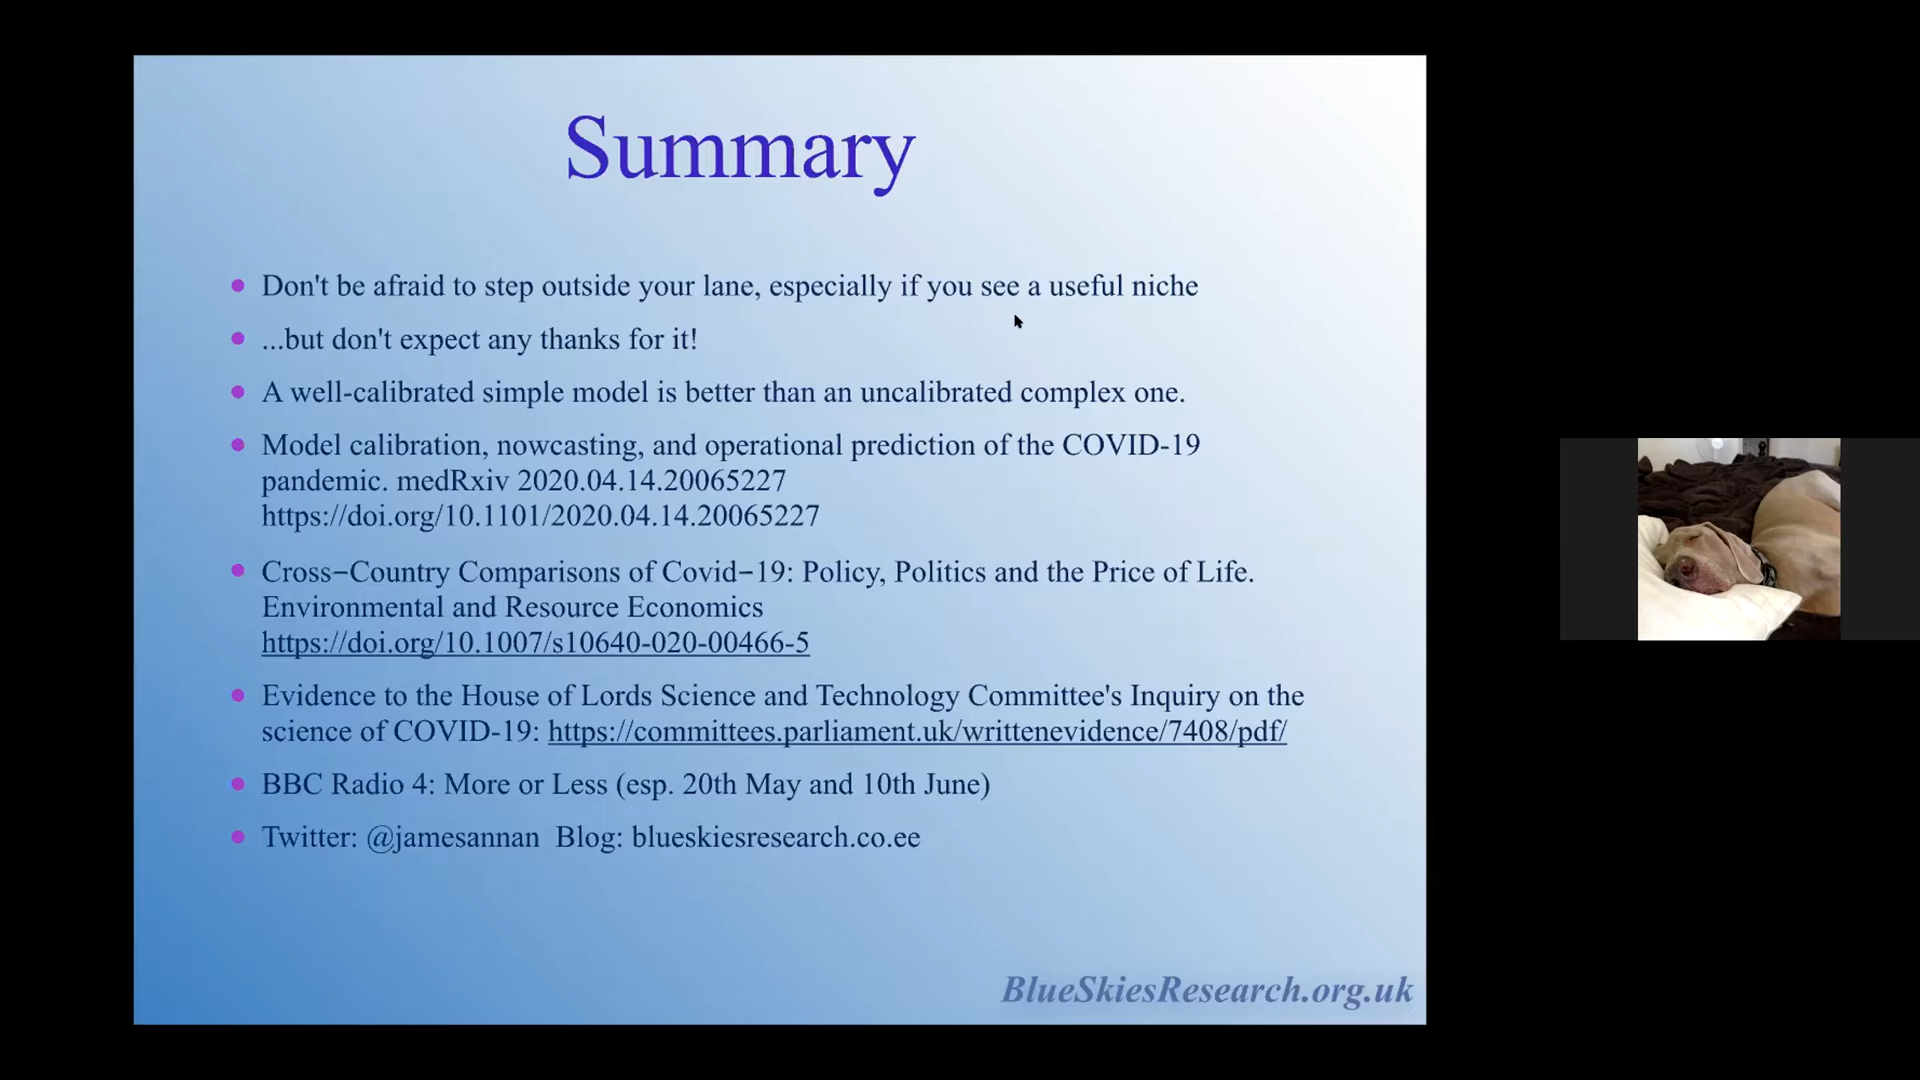 Summary
Don't be afraid to step outside your lane, especially if you see a useful niche
...but don't expect any thanks for it!
A well-calibrated simple model is better than an uncalibrated complex one.
Model calibration, nowcasting, and operational prediction of the COVID-19
pandemic. medRxiv 2020.04.14.20065227
https://doi.org/10.1101/2020.04.14.20065227
Cross−Country Comparisons of Covid−19: Policy, Politics and the Price of Life.
Environmental and Resource Economics
https://doi.org/10.1007/s10640-020-00466-5
Evidence to the House of Lords Science and Technology Committee's Inquiry on the
science of COVID-19: https://committees.parliament.uk/writtenevidence/7408/pdf/
BBC Radio 4: More or Less (esp. 20th May and 10th June)
Twitter: @jamesannan  Blog: blueskiesresearch.co.ee
BlueSkiesResearch.org.uk